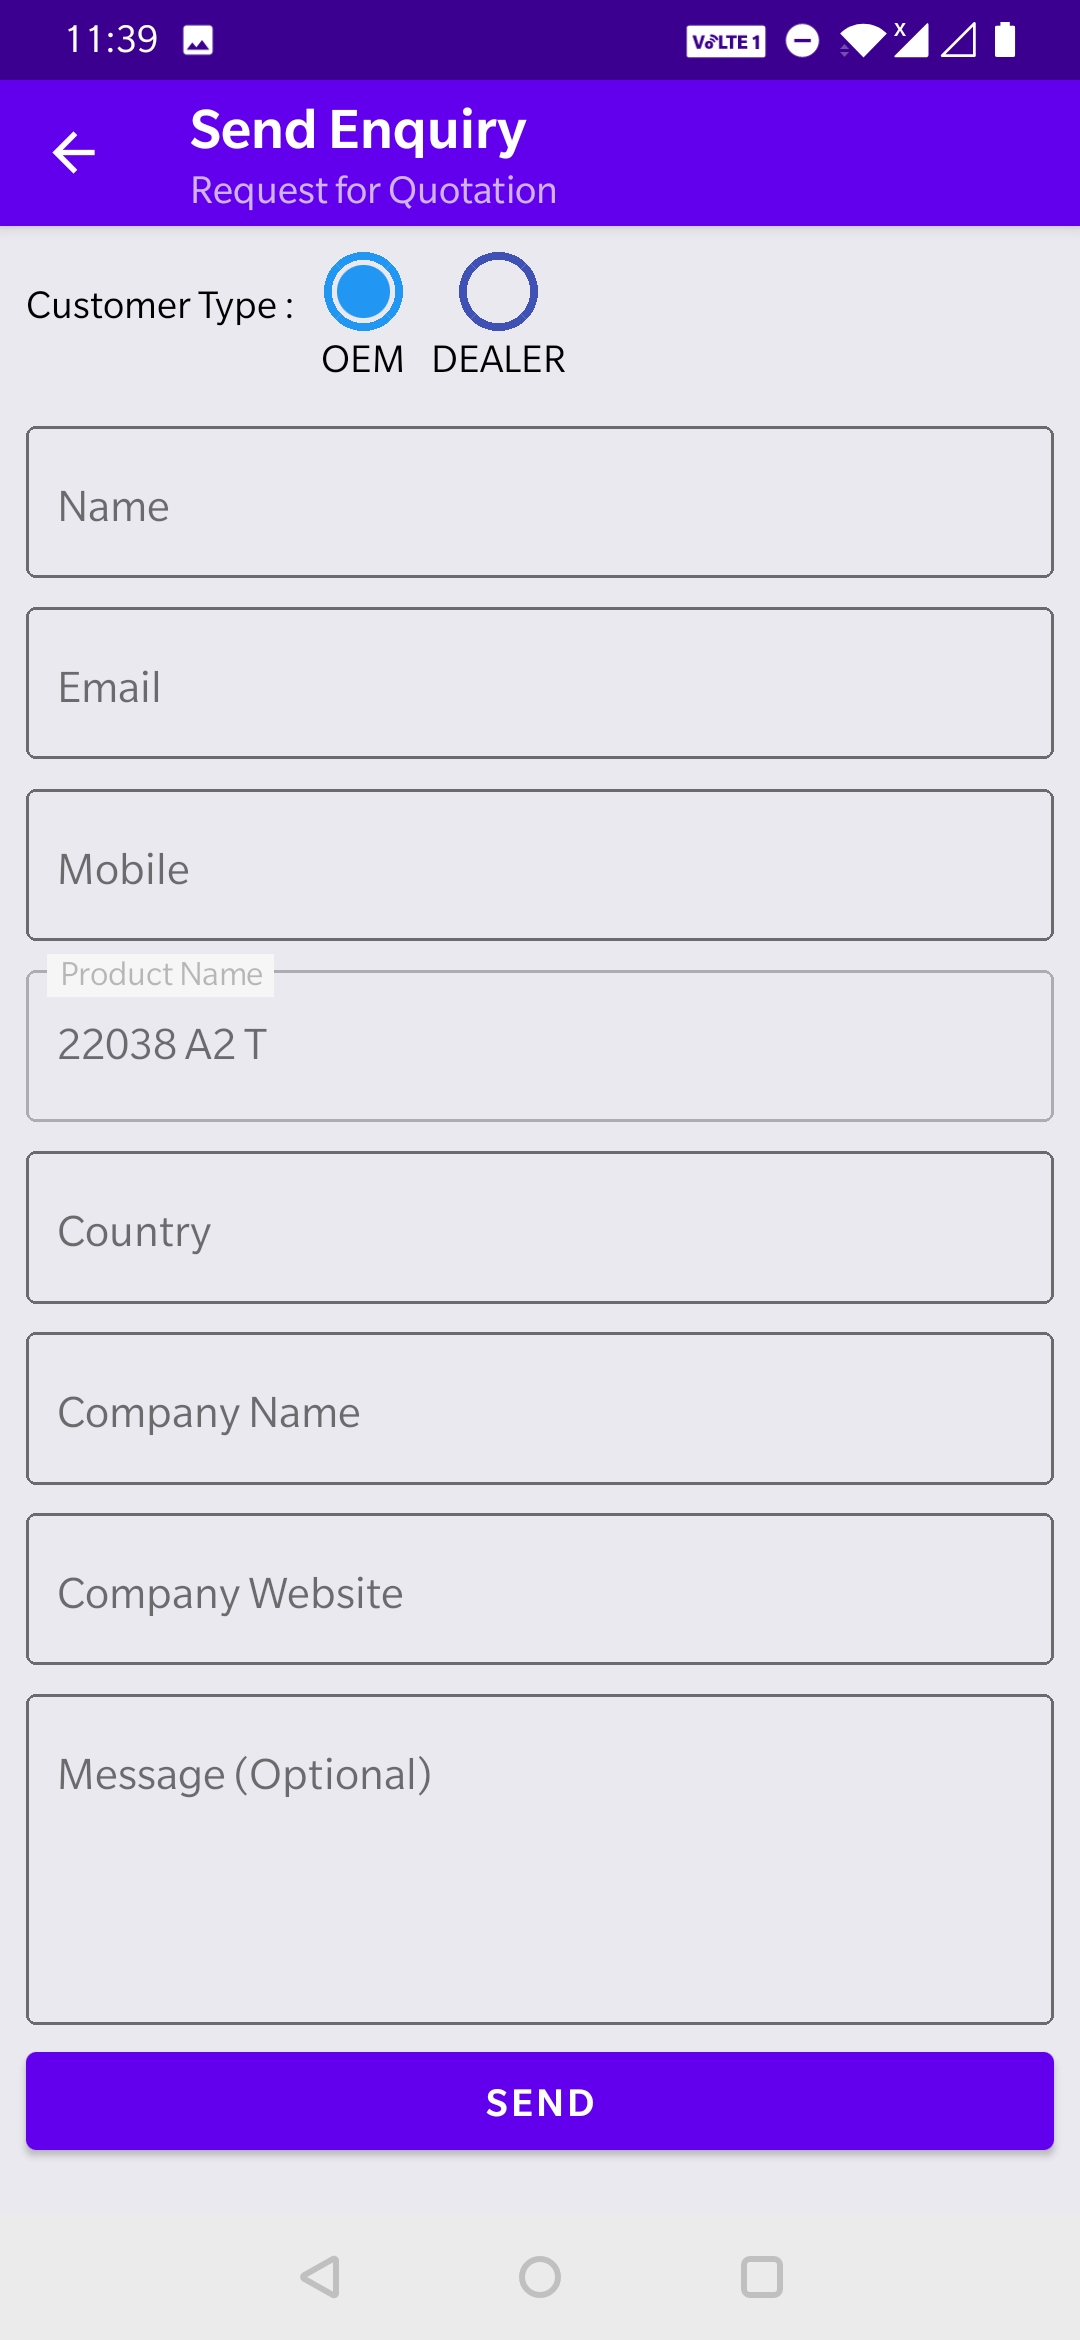 11:39
VoLTE 1
x
Send Enquiry
Request for Quotation
Customer Type :
OEM DEALER
Name
Email
Mobile
Product Name
22038 A2 T
Country
Company Name
Company Website
Message (Optional)
SEND